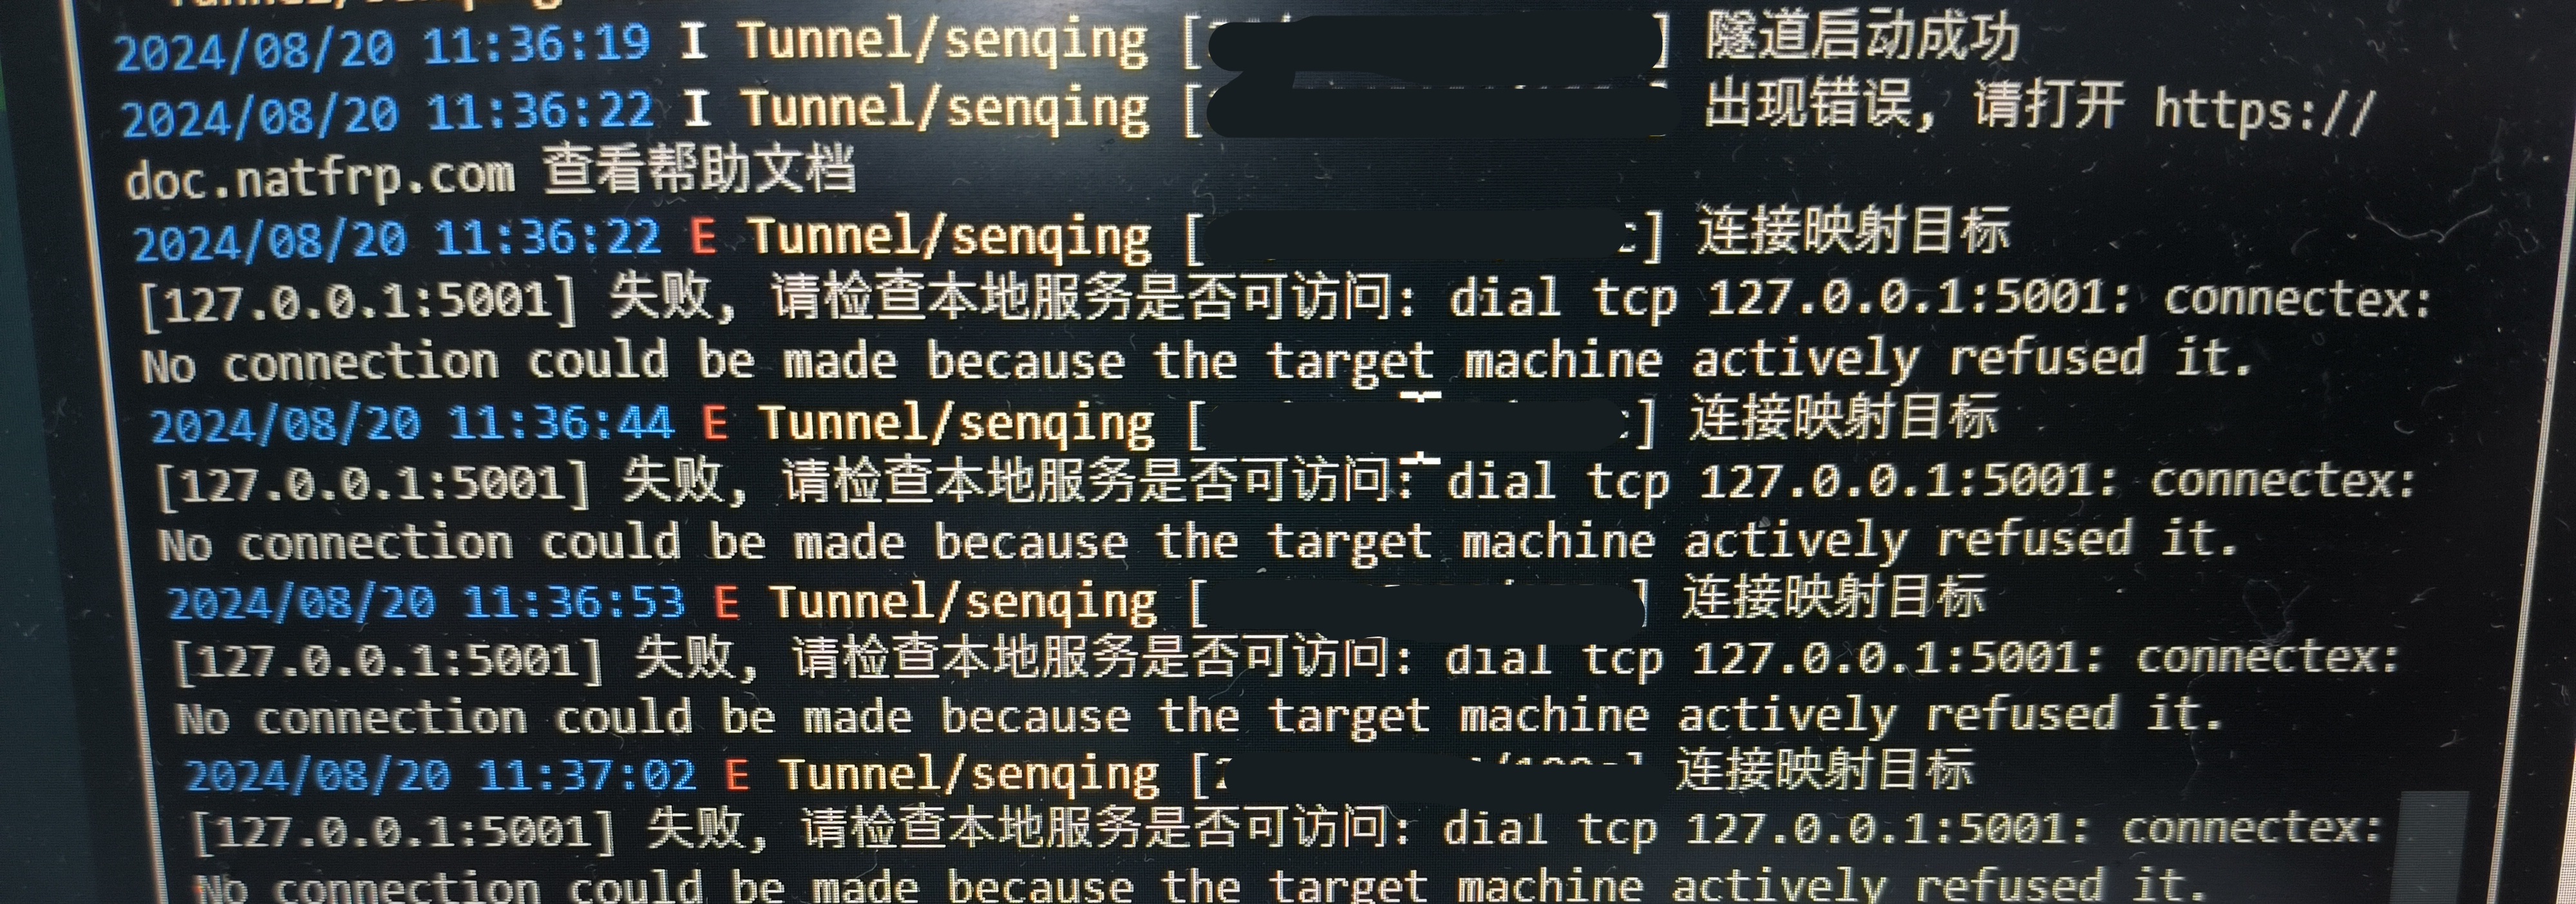 Tunnel/senqing
2024/08/20 11:36:19 I Tunnel/senqing [ ] 隧道启动成功
2024/08/20 11:36:22 I Tunnel/senqing [ 出现错误, 请打开 https://
doc.natfrp.com 查看帮助文档
2024/08/20 11:36:22 E Tunnel/senqing [ ] 连接映射目标
[127.0.0.1:5001] 失败, 请检查本地服务是否可访问: dial tcp 127.0.0.1:5001: connectex:
No connection could be made because the target machine actively refused it.
2024/08/20 11:36:44 E Tunnel/senqing [ ] 连接映射目标
[127.0.0.1:5001] 失败, 请检查本地服务是否可访问: dial tcp 127.0.0.1:5001: connectex:
No connection could be made because the target machine actively refused it.
2024/08/20 11:36:53 E Tunnel/senqing [ ] 连接映射目标
[127.0.0.1:5001] 失败, 请检查本地服务是否可访问: dial tcp 127.0.0.1:5001: connectex:
No connection could be made because the target machine actively refused it.
2024/08/20 11:37:02 E Tunnel/senqing [ ] 连接映射目标
[127.0.0.1:5001] 失败, 请检查本地服务是否可访问: dial tcp 127.0.0.1:5001: connectex:
No connection could be made because the target machine actively refused it.